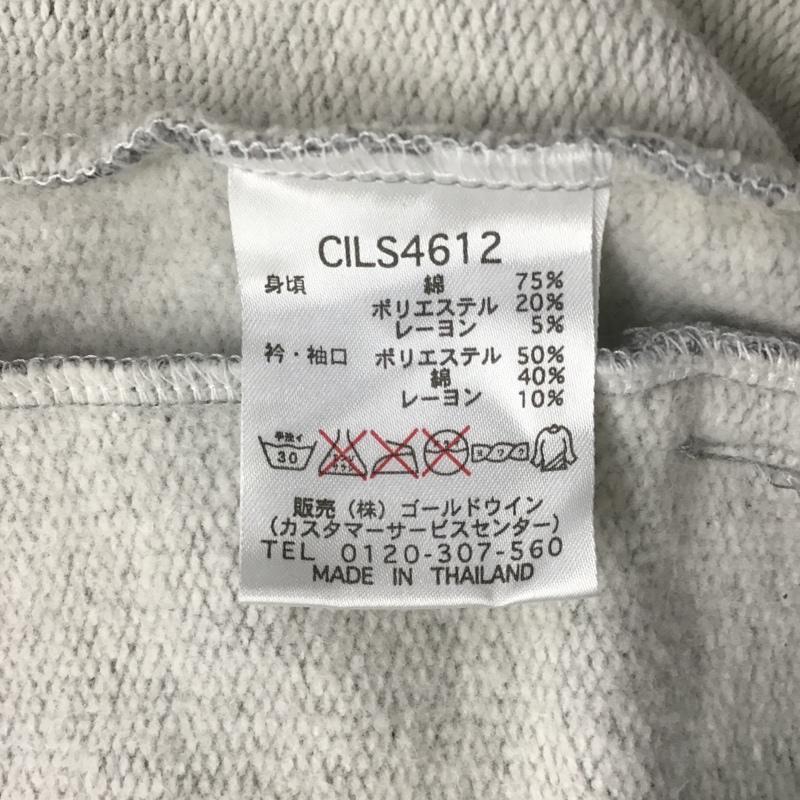 CILS4612
身頃 綿 75%
ポリエステル 20%
レーヨン 5%
衿・袖口 ポリエステル 50%
綿 40%
レーヨン 10%
手洗イ
30
販売(株)ゴールドウイン
(カスタマーサービスセンター)
TEL 0120-307-560
MADE IN THAILAND